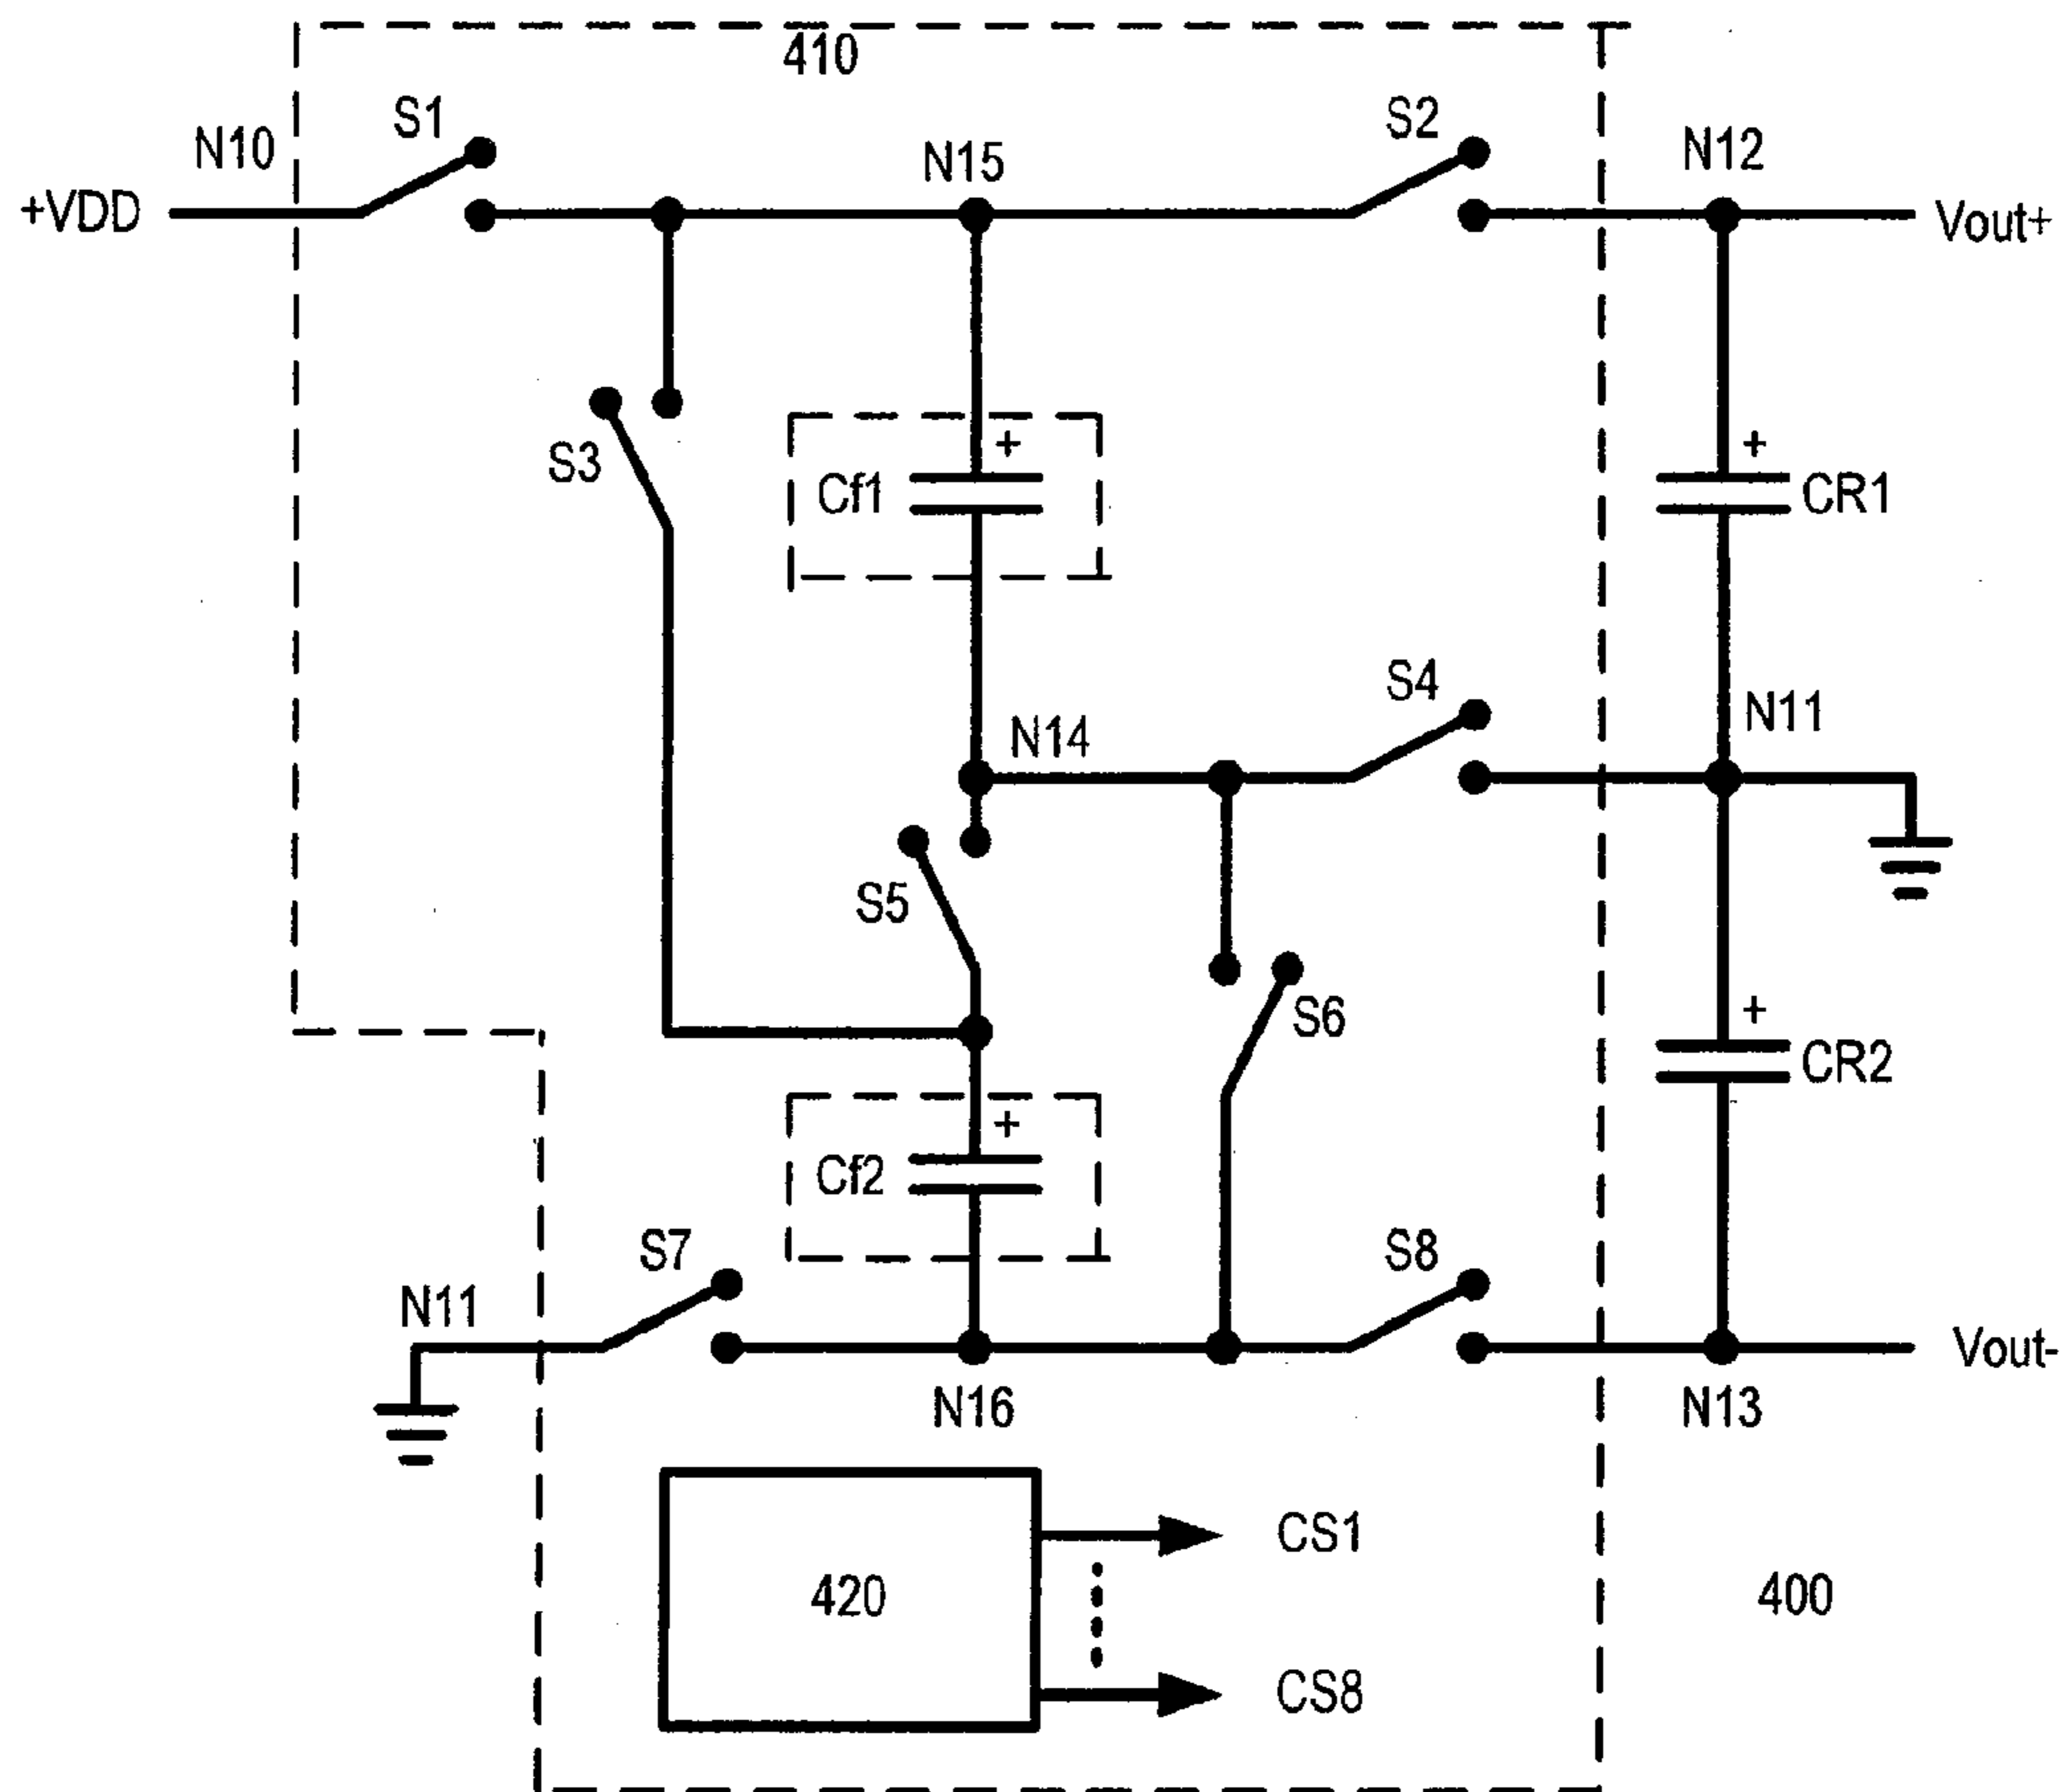 410
S1
S2
N10
N15
N12
+VDD
Vout+
+
+
S3
Cf1
CR1
S4
N14
N11
S5
S6
+
+
Cf2
CR2
S7
S8
N11
Vout-
N16
N13
CS1
420
400
CS8